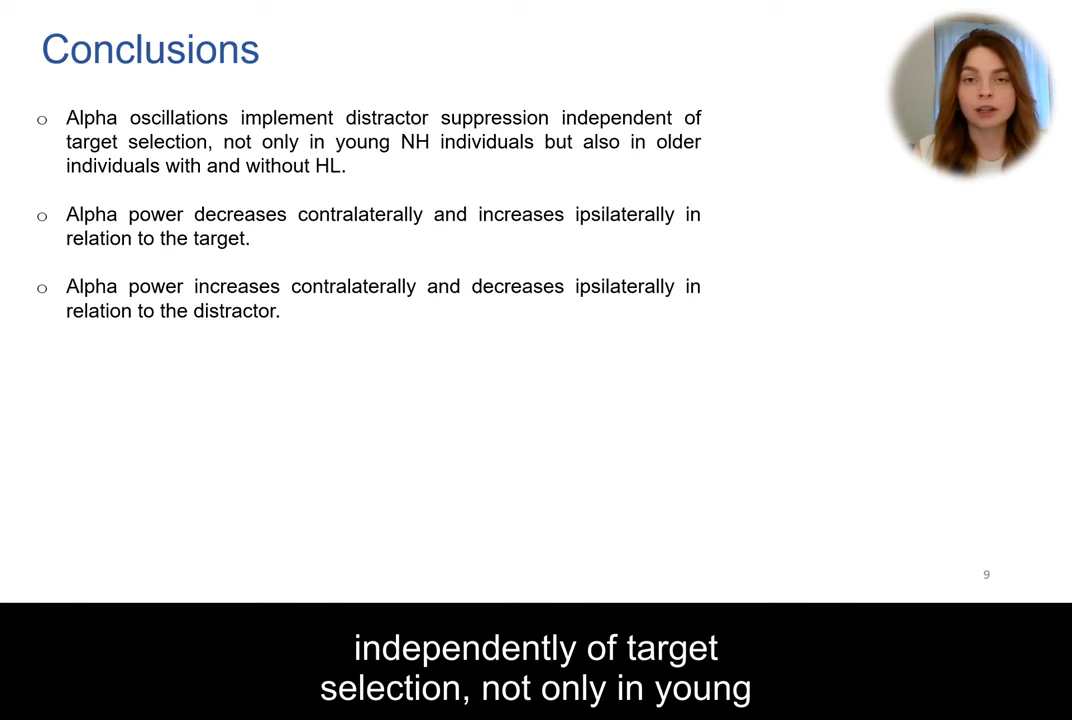 Conclusions
o Alpha oscillations implement distractor suppression independent of
target selection, not only in young NH individuals but also in older
individuals with and without HL.
o Alpha power decreases contralaterally and increases ipsilaterally in
relation to the target.
o Alpha power increases contralaterally and decreases ipsilaterally in
relation to the distractor.
9
independently of target
selection, not only in young